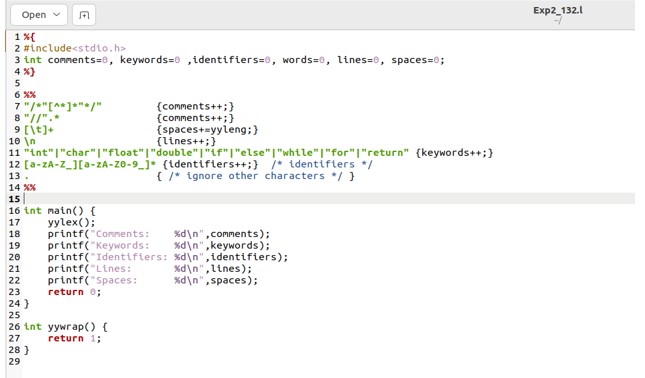 Open
Exp2_132.l
~/
1 %{
2 #include<stdio.h>
3 int comments=0, keywords=0 ,identifiers=0, words=0, lines=0, spaces=0;
4 %}
5
6 %%
7 "/*"[^*]*"*/"         {comments++;}
8 "//".*                {comments++;}
9 [\t]+                 {spaces+=yyleng;}
10 \n                    {lines++;}
11 "int"|"char"|"float"|"double"|"if"|"else"|"while"|"for"|"return" {keywords++;}
12 [a-zA-Z_][a-zA-Z0-9_]* {identifiers++;}  /* identifiers */
13 .                     { /* ignore other characters */ }
14 %%
15
16 int main() {
17     yylex();
18     printf("Comments:    %d\n",comments);
19     printf("Keywords:    %d\n",keywords);
20     printf("Identifiers: %d\n",identifiers);
21     printf("Lines:       %d\n",lines);
22     printf("Spaces:      %d\n",spaces);
23     return 0;
24 }
25
26 int yywrap() {
27     return 1;
28 }
29